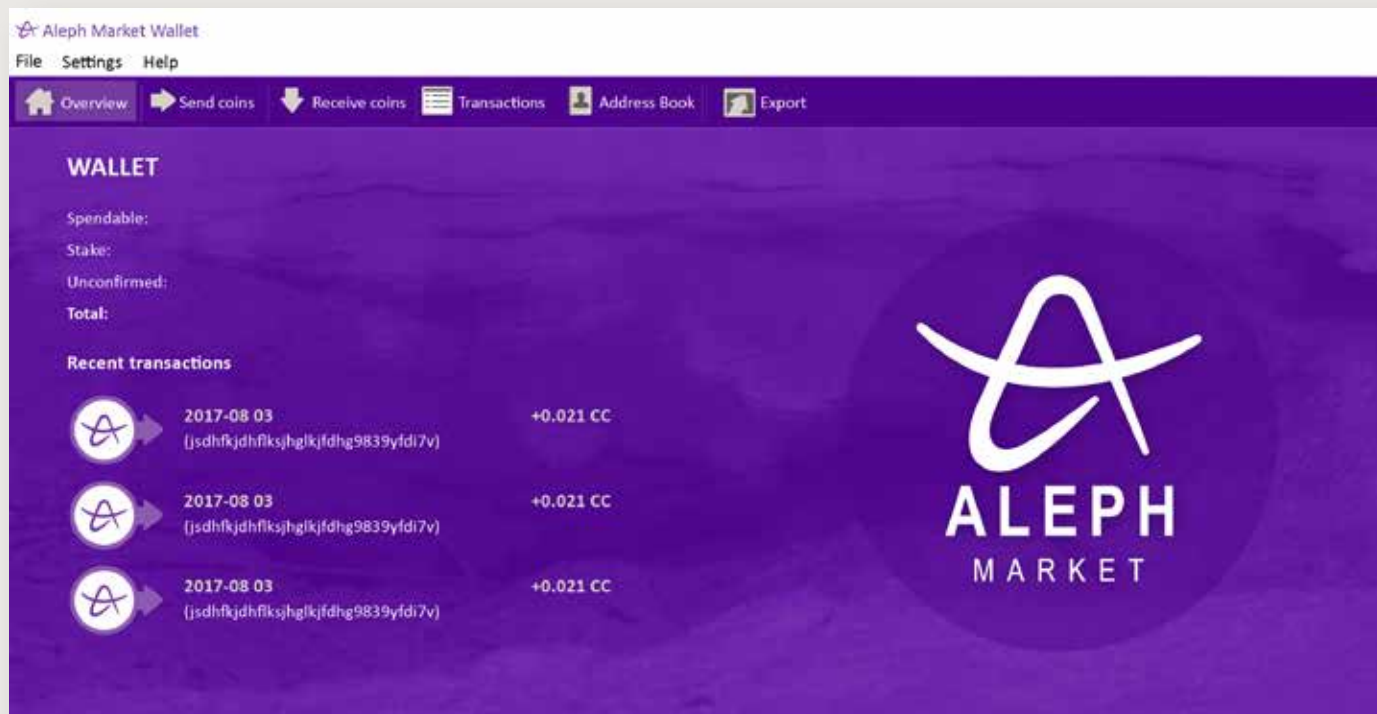 Aleph Market Wallet
File Settings Help
Overview Send coins Receive coins Transactions Address Book Export
WALLET
Spendable:
Stake:
Unconfirmed:
Total:
Recent transactions
2017-08 03 +0.021 CC
(jsdhfkjdhflksjhglkjfdhg9839yfdi7v)
2017-08 03 +0.021 CC
(jsdhfkjdhflksjhglkjfdhg9839yfdi7v)
2017-08 03 +0.021 CC
(jsdhfkjdhflksjhglkjfdhg9839yfdi7v)
ALEPH
MARKET